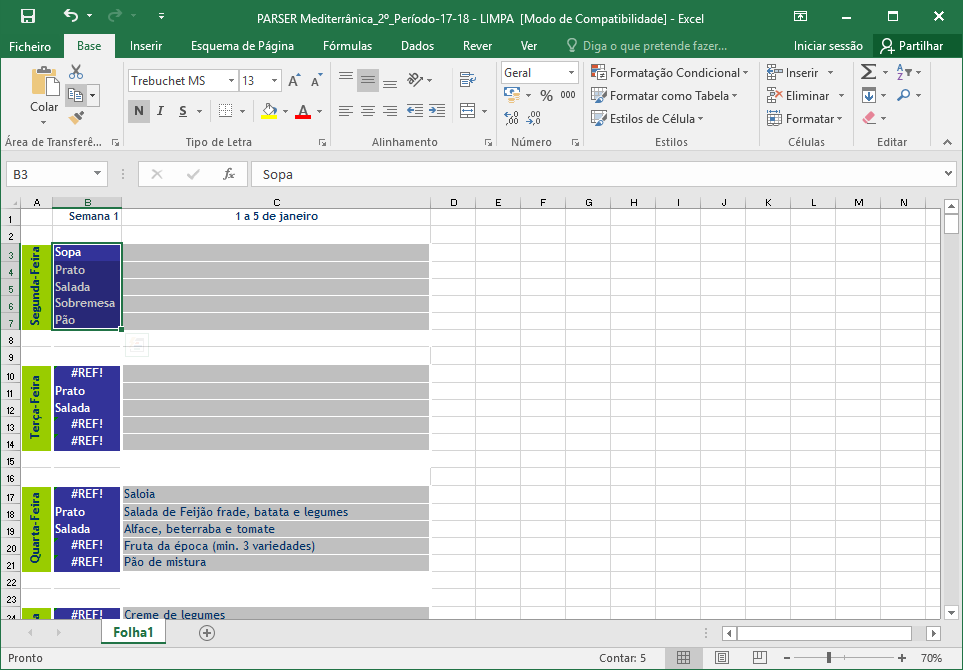 PARSER Mediterrânica_2º_Período-17-18 - LIMPA [Modo de Compatibilidade] - Excel
Ficheiro Base Inserir Esquema de Página Fórmulas Dados Rever Ver Diga o que pretende fazer... Iniciar sessão Partilhar
Colar
Trebuchet MS 13
N I S A
Geral
% 000
Formatação Condicional
Formatar como Tabela
Estilos de Célula
Inserir
Eliminar
Formatar
Área de Transferê... Tipo de Letra Alinhamento Número Estilos Células Editar
B3 fx Sopa
A B C D E F G H I J K L M N
1 Semana 1 1 a 5 de janeiro
2
Segunda-Feira
3 Sopa
4 Prato
5 Salada
6 Sobremesa
7 Pão
8
9
Terça-Feira
10 #REF!
11 Prato
12 Salada
13 #REF!
14 #REF!
15
16
Quarta-Feira
17 #REF! Saloia
18 Prato Salada de Feijão frade, batata e legumes
19 Salada Alface, beterraba e tomate
20 #REF! Fruta da época (min. 3 variedades)
21 #REF! Pão de mistura
22
23
24 #REF! Creme de legumes
Folha1
Pronto Contar: 5 70%